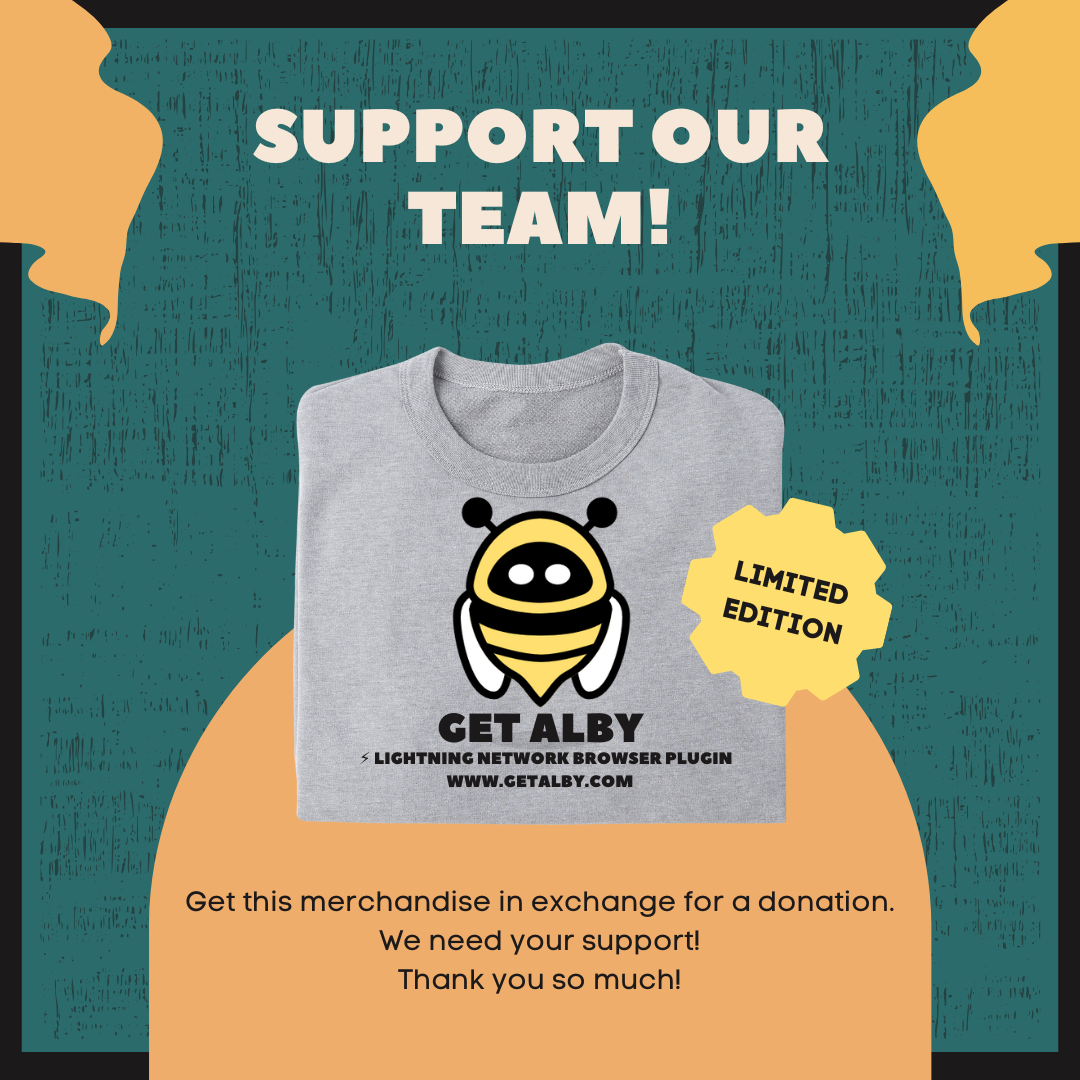 SUPPORT OUR
TEAM!
LIMITED
EDITION
GET ALBY
⚡ LIGHTNING NETWORK BROWSER PLUGIN
WWW.GETALBY.COM
Get this merchandise in exchange for a donation.
We need your support!
Thank you so much!